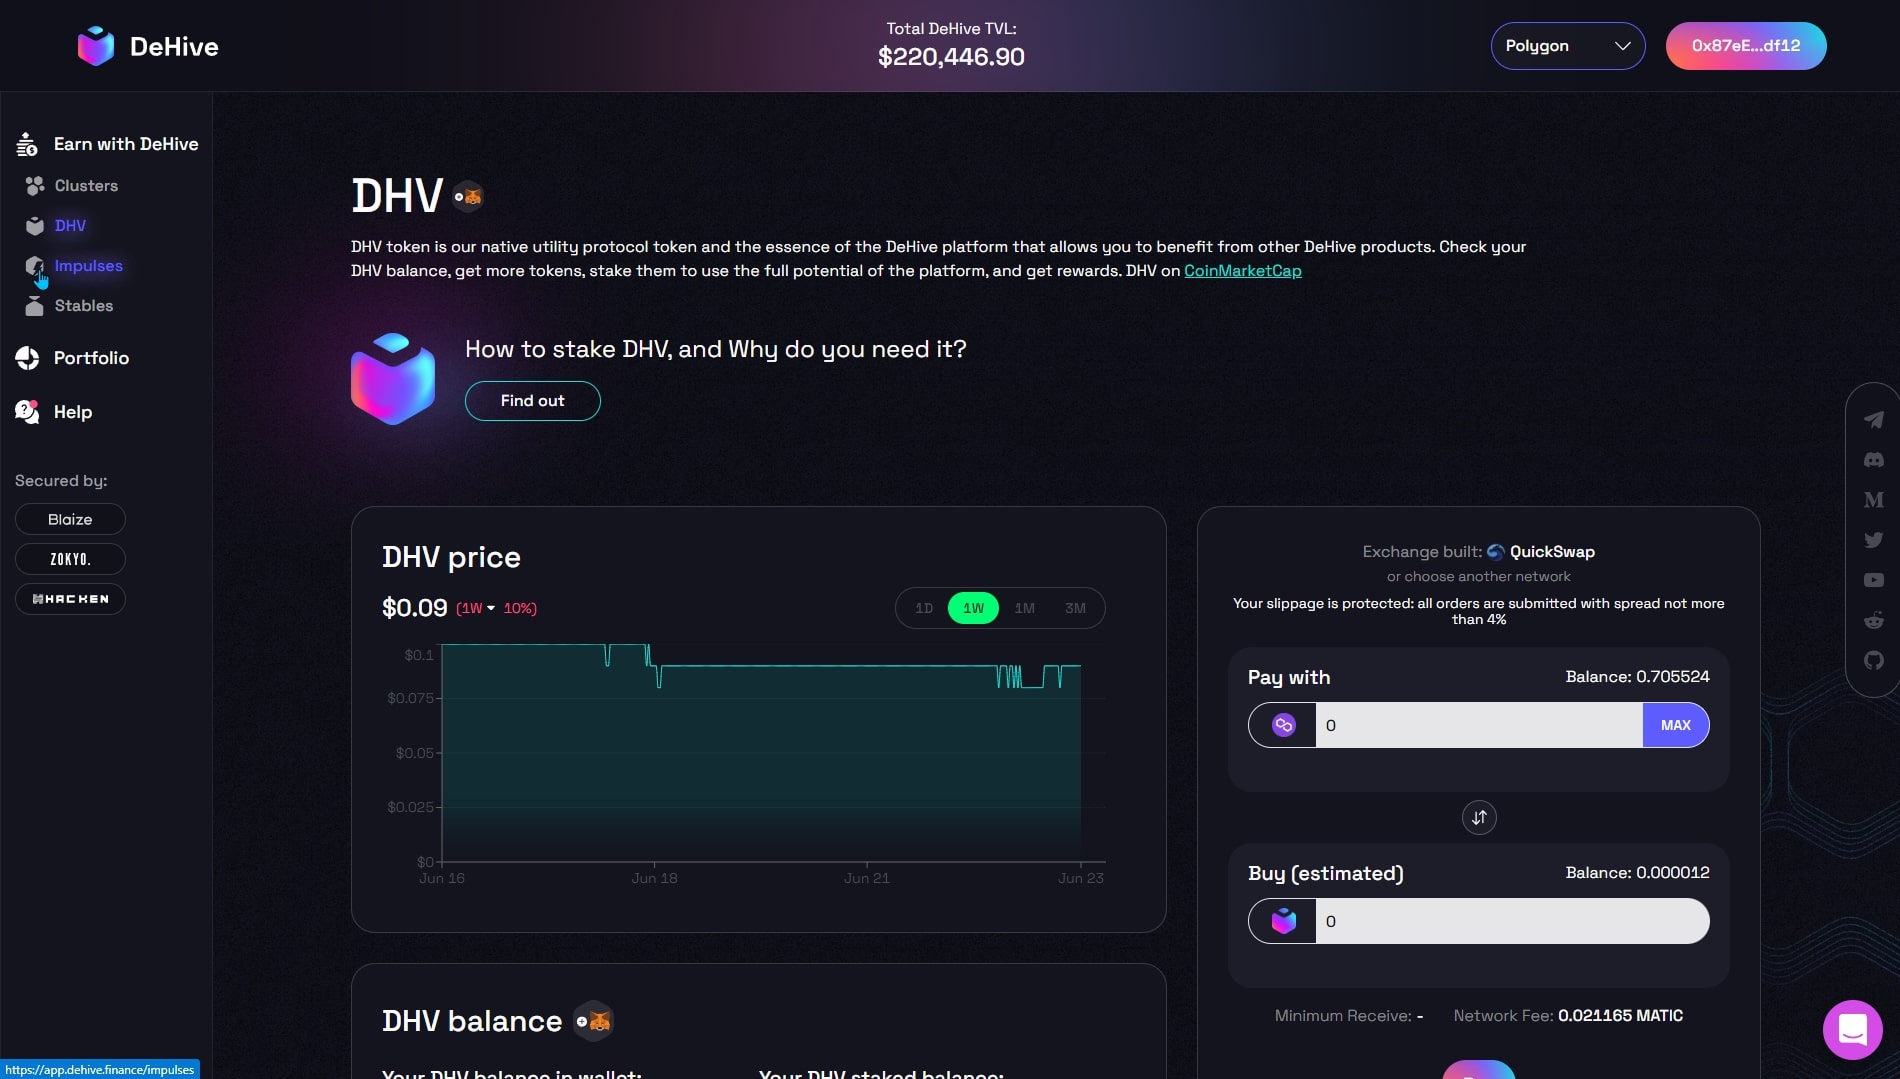 DeHive
Total DeHive TVL:
$220,446.90
Polygon
0x87eE...df12
Earn with DeHive
Clusters
DHV
Impulses
Stables
Portfolio
Help
Secured by:
Blaize
ZOKYO.
HACKEN
DHV
DHV token is our native utility protocol token and the essence of the DeHive platform that allows you to benefit from other DeHive products. Check your
DHV balance, get more tokens, stake them to use the full potential of the platform, and get rewards. DHV on CoinMarketCap
How to stake DHV, and Why do you need it?
Find out
DHV price
$0.09 (1W 10%)
1D 1W 1M 3M
$0.1
$0.075
$0.05
$0.025
$0
Jun 16 Jun 18 Jun 21 Jun 23
DHV balance
Your DHV balance in wallet: Your DHV staked balance:
Exchange built: QuickSwap
or choose another network
Your slippage is protected: all orders are submitted with spread not more
than 4%
Pay with Balance: 0.705524
0 MAX
Buy (estimated) Balance: 0.000012
0
Minimum Receive: - Network Fee: 0.021165 MATIC
https://app.dehive.finance/impulses